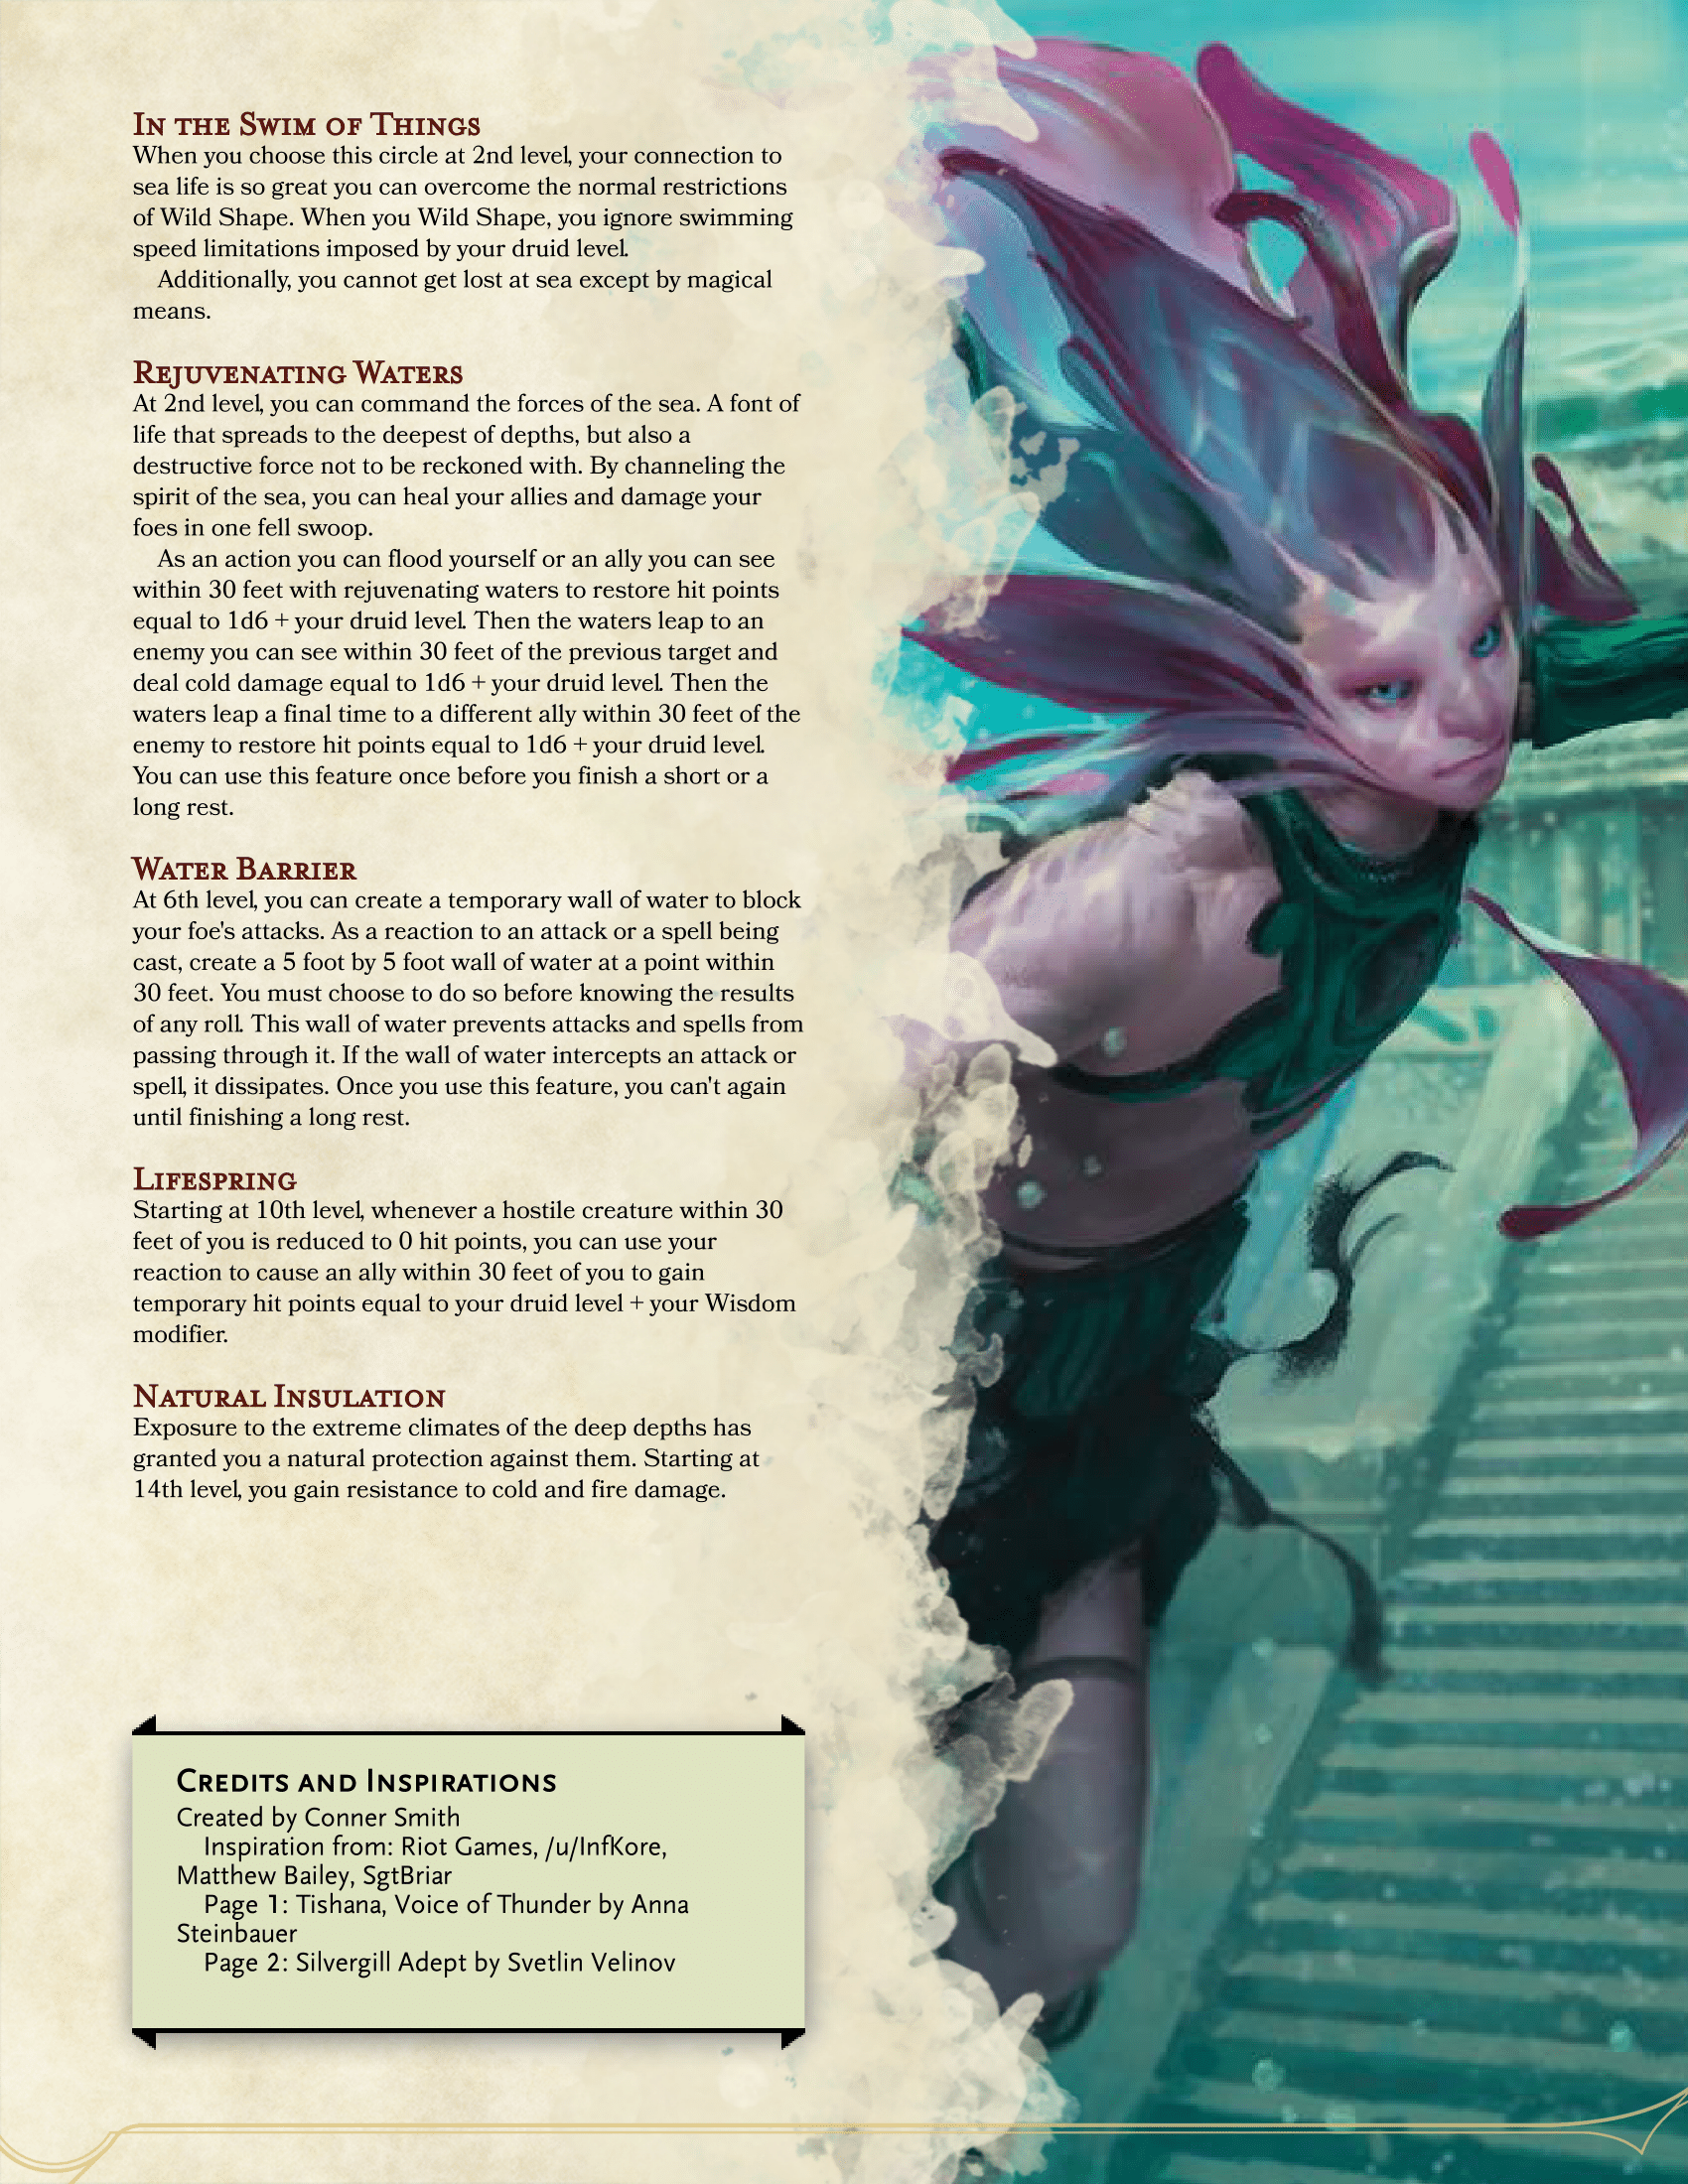 In the Swim of Things
When you choose this circle at 2nd level, your connection to
sea life is so great you can overcome the normal restrictions
of Wild Shape. When you Wild Shape, you ignore swimming
speed limitations imposed by your druid level.
Additionally, you cannot get lost at sea except by magical
means.
Rejuvenating Waters
At 2nd level, you can command the forces of the sea. A font of
life that spreads to the deepest of depths, but also a
destructive force not to be reckoned with. By channeling the
spirit of the sea, you can heal your allies and damage your
foes in one fell swoop.
As an action you can flood yourself or an ally you can see
within 30 feet with rejuvenating waters to restore hit points
equal to 1d6 + your druid level. Then the waters leap to an
enemy you can see within 30 feet of the previous target and
deal cold damage equal to 1d6 + your druid level. Then the
waters leap a final time to a different ally within 30 feet of the
enemy to restore hit points equal to 1d6 + your druid level.
You can use this feature once before you finish a short or a
long rest.
Water Barrier
At 6th level, you can create a temporary wall of water to block
your foe's attacks. As a reaction to an attack or a spell being
cast, create a 5 foot by 5 foot wall of water at a point within
30 feet. You must choose to do so before knowing the results
of any roll. This wall of water prevents attacks and spells from
passing through it. If the wall of water intercepts an attack or
spell, it dissipates. Once you use this feature, you can't again
until finishing a long rest.
Lifespring
Starting at 10th level, whenever a hostile creature within 30
feet of you is reduced to 0 hit points, you can use your
reaction to cause an ally within 30 feet of you to gain
temporary hit points equal to your druid level + your Wisdom
modifier.
Natural Insulation
Exposure to the extreme climates of the deep depths has
granted you a natural protection against them. Starting at
14th level, you gain resistance to cold and fire damage.
Credits and Inspirations
Created by Conner Smith
Inspiration from: Riot Games, /u/InfKore,
Matthew Bailey, SgtBriar
Page 1: Tishana, Voice of Thunder by Anna
Steinbauer
Page 2: Silvergill Adept by Svetlin Velinov